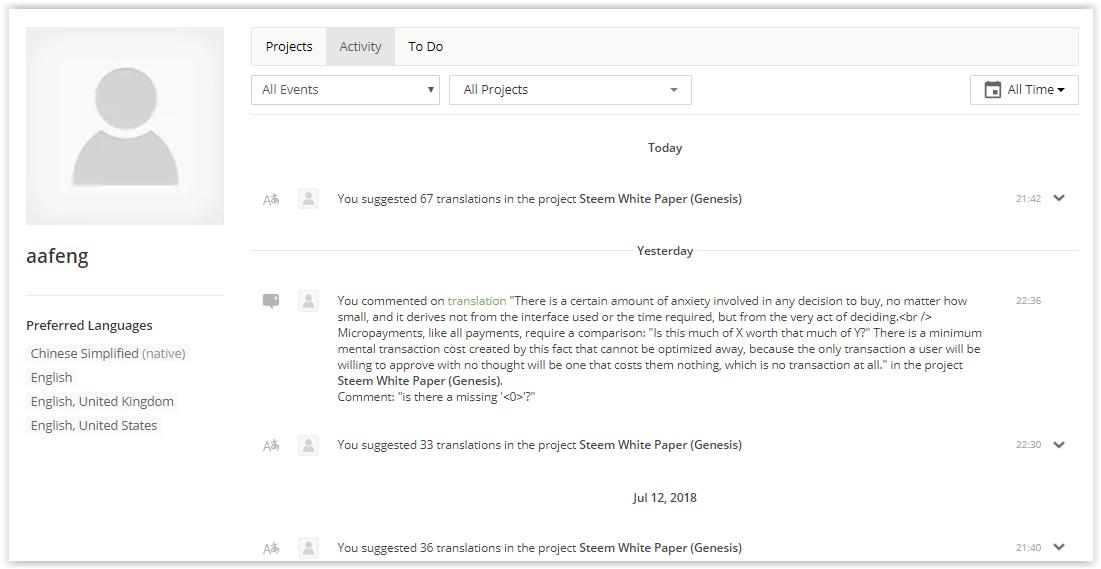 Projects
Activity
To Do
All Events
All Projects
All Time
Today
You suggested 67 translations in the project Steem White Paper (Genesis)
21:42
aafeng
Yesterday
You commented on translation "There is a certain amount of anxiety involved in any decision to buy, no matter how
small, and it derives not from the interface used or the time required, but from the very act of deciding.<br />
Micropayments, like all payments, require a comparison: "Is this much of X worth that much of Y?" There is a minimum
mental transaction cost created by this fact that cannot be optimized away, because the only transaction a user will be
willing to approve with no thought will be one that costs them nothing, which is no transaction at all." in the project
Steem White Paper (Genesis).
Comment: "is there a missing '<0>'?"
22:36
Preferred Languages
Chinese Simplified (native)
English
English, United Kingdom
English, United States
You suggested 33 translations in the project Steem White Paper (Genesis)
22:30
Jul 12, 2018
You suggested 36 translations in the project Steem White Paper (Genesis)
21:40